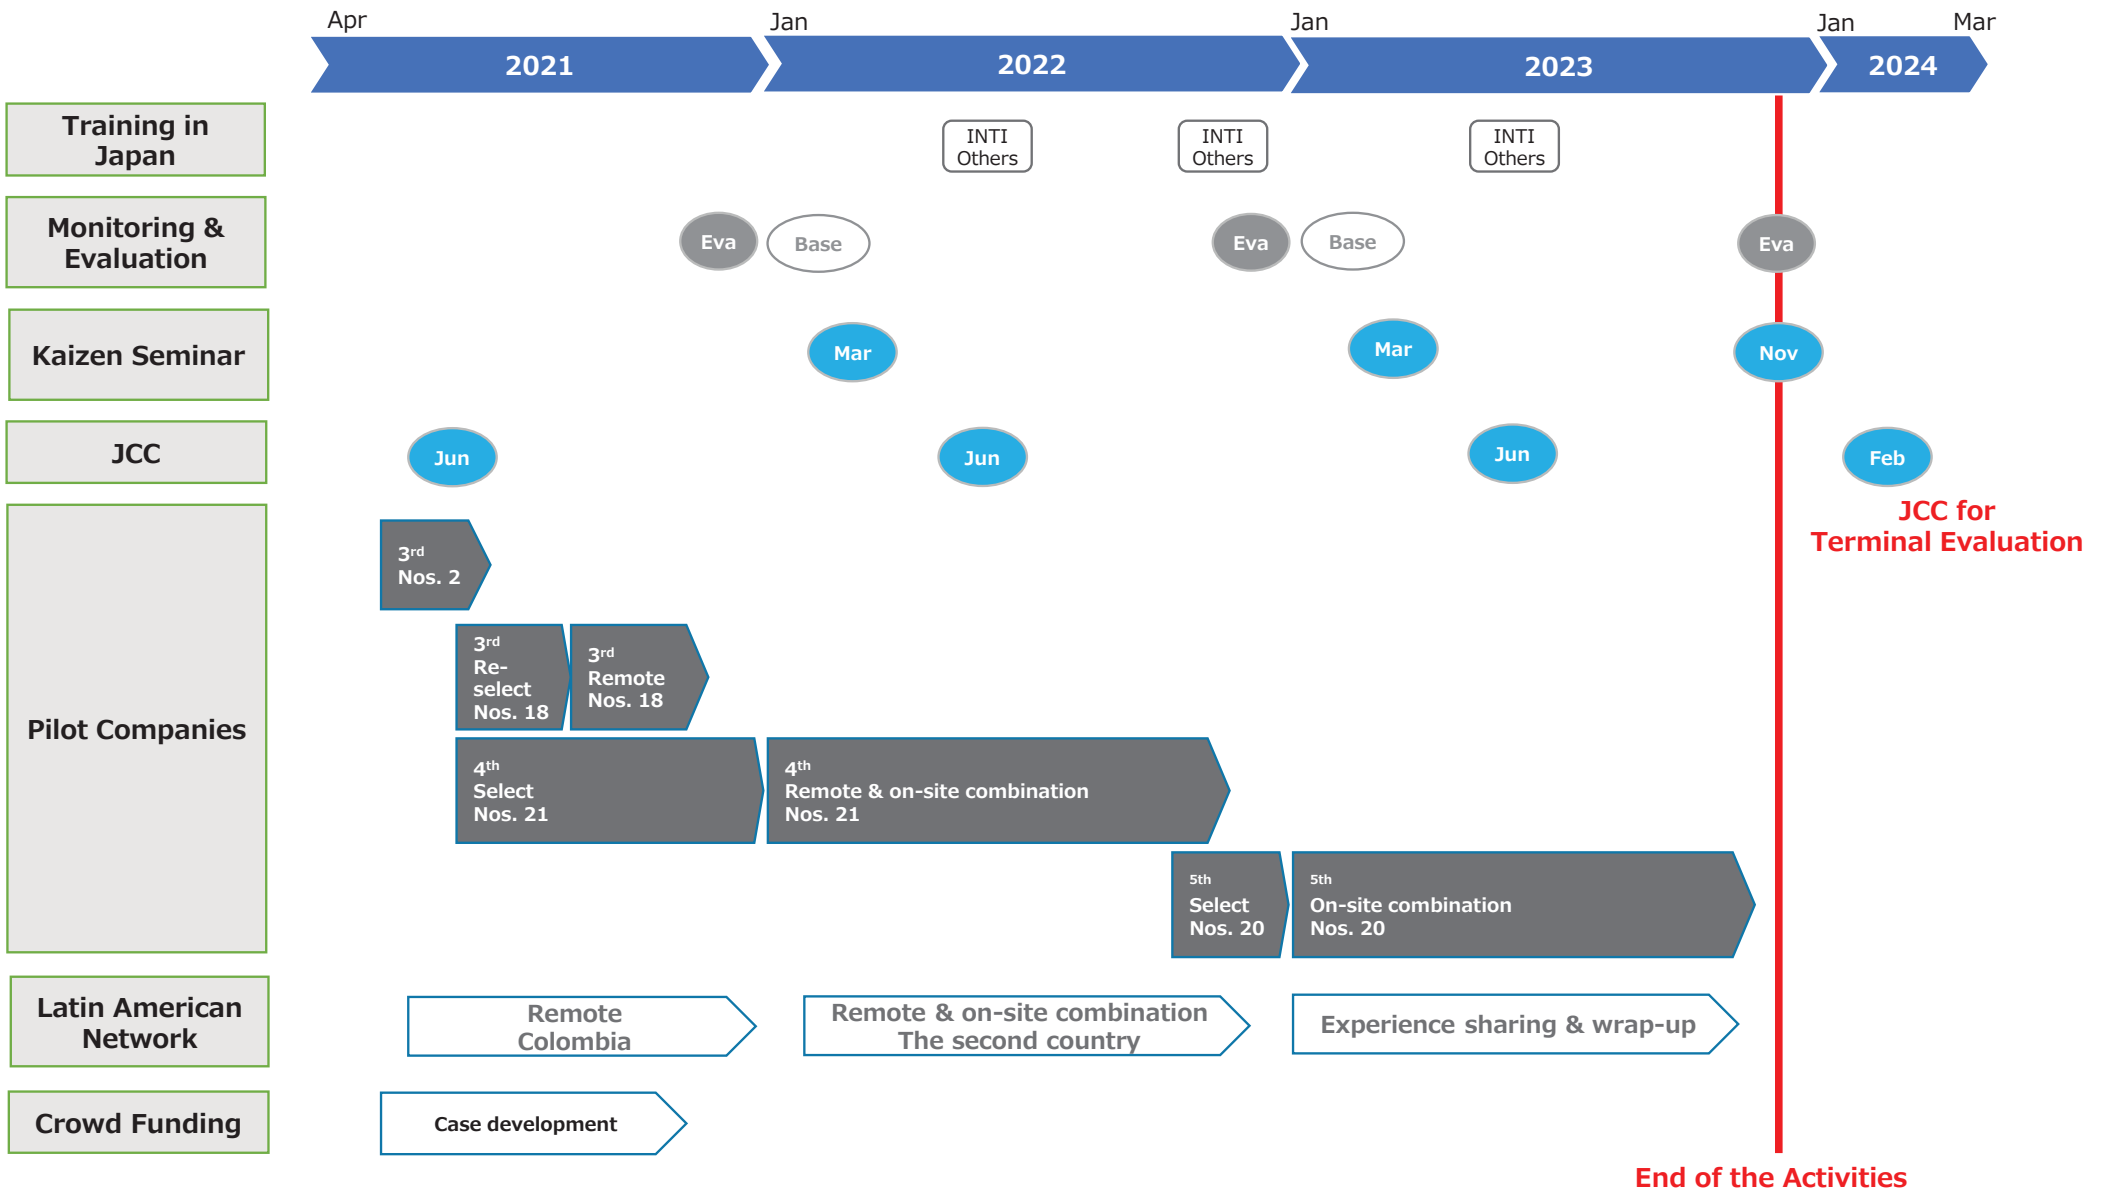 Apr
Jan
Jan
Jan
Mar
2021
2022
2023
2024
Training in
Japan
INTI
Others
INTI
Others
INTI
Others
Monitoring &
Evaluation
Eva
Base
Eva
Base
Eva
Kaizen Seminar
Mar
Mar
Nov
JCC
Jun
Jun
Jun
Feb
JCC for
Terminal Evaluation
Pilot Companies
3rd
Nos. 2
3rd
Re-
select
Nos. 18
3rd
Remote
Nos. 18
4th
Select
Nos. 21
4th
Remote & on-site combination
Nos. 21
5th
Select
Nos. 20
5th
On-site combination
Nos. 20
Latin American
Network
Remote
Colombia
Remote & on-site combination
The second country
Experience sharing & wrap-up
Crowd Funding
Case development
End of the Activities